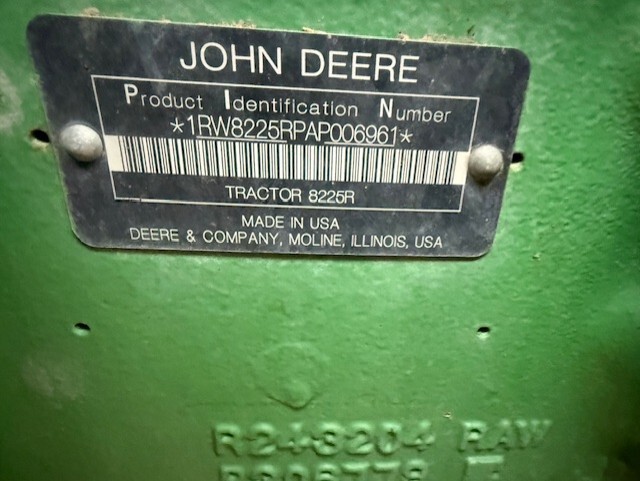 JOHN DEERE
Product Identification Number
*1RW8225RPAP006961*
TRACTOR 8225R
MADE IN USA
DEERE & COMPANY, MOLINE, ILLINOIS, USA
R248204 RAW